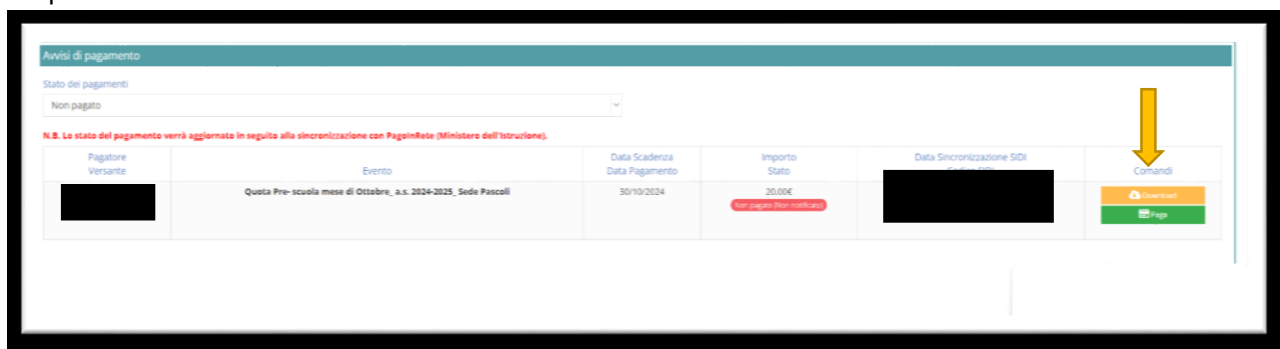 Avvisi di pagamento
Stato dei pagamenti
Non pagato
N.B. Lo stato del pagamento verrà aggiornato in seguito alla sincronizzazione con PagoInRete (Ministero dell'Istruzione).
Pagatore Data Scadenza Importo Data Sincronizzazione SIDI
Versante Evento Data Pagamento Stato Codice SIDI Comandi
Quota Pre- scuola mese di Ottobre_ a.s. 2024-2025_ Sede Pascoli 30/10/2024 20,00€ Download
Non pagato (Non notificato)
Paga